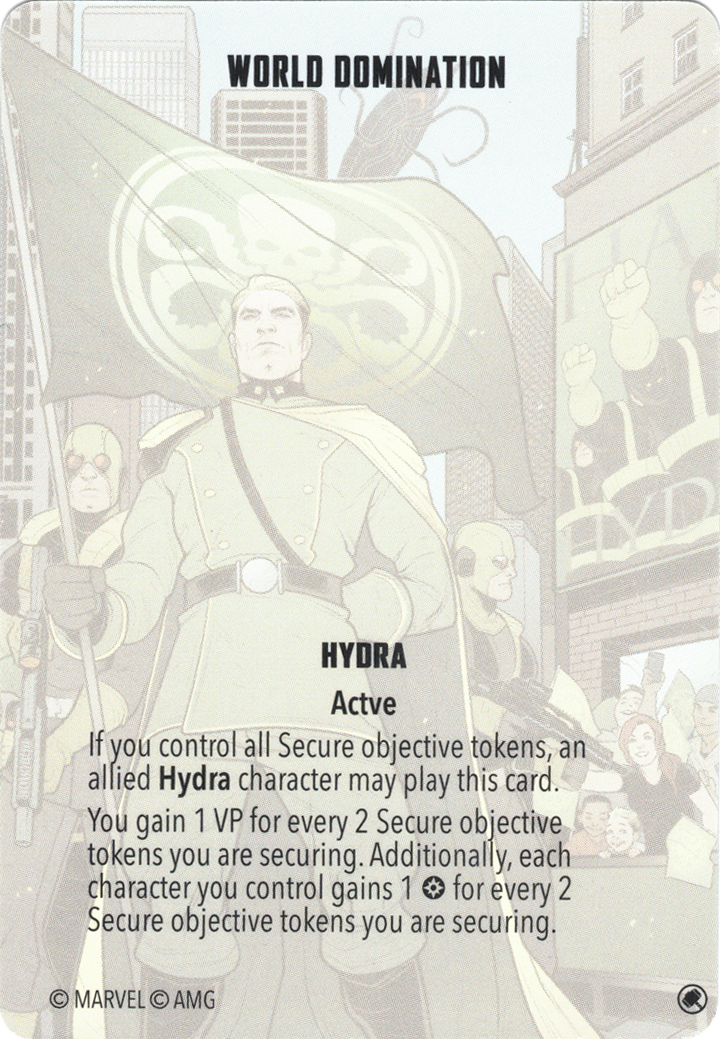 WORLD DOMINATION
HYDRA
Actve
If you control all Secure objective tokens, an
allied Hydra character may play this card.
You gain 1 VP for every 2 Secure objective
tokens you are securing. Additionally, each
character you control gains 1 for every 2
Secure objective tokens you are securing.
© MARVEL © AMG